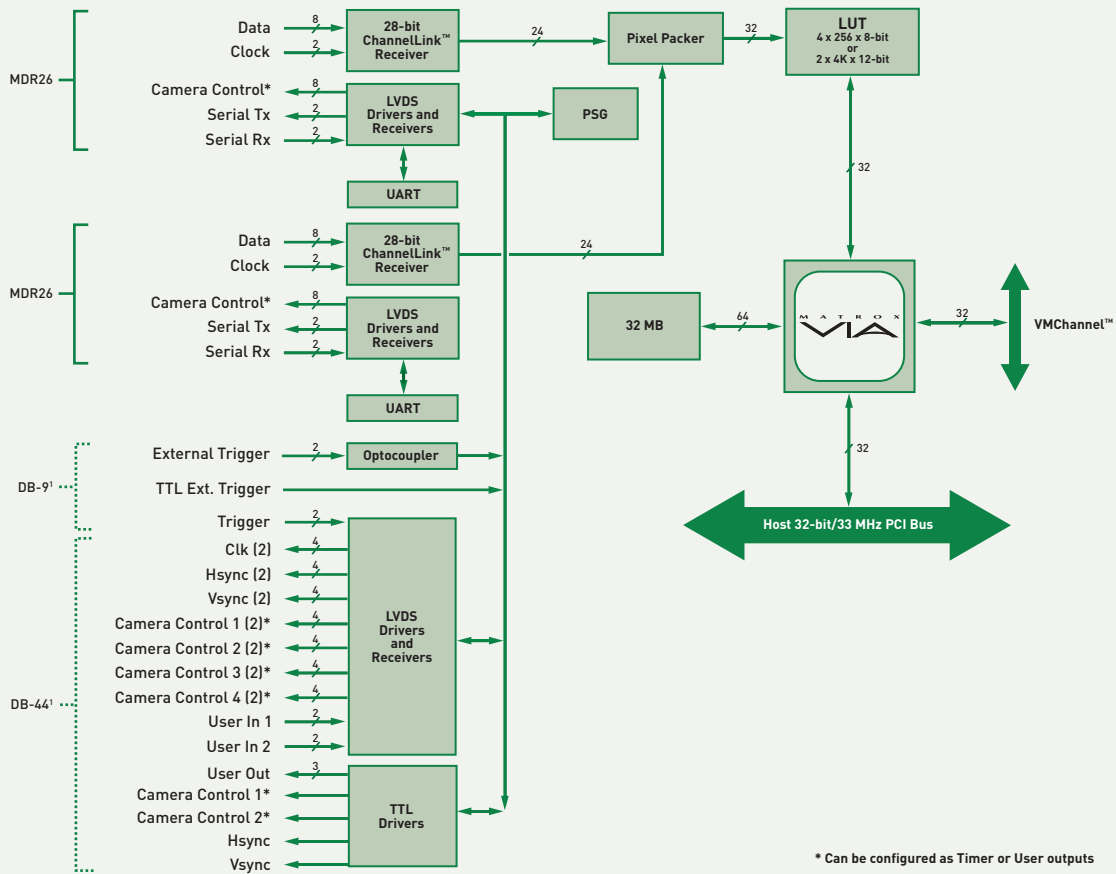 MDR26
Data
8
Clock
2
28-bit
ChannelLink™
Receiver
24
Pixel Packer
32
LUT
4 x 256 x 8-bit
or
2 x 4K x 12-bit
Camera Control*
8
Serial Tx
2
Serial Rx
2
LVDS
Drivers and
Receivers
PSG
UART
32
MDR26
Data
8
Clock
2
28-bit
ChannelLink™
Receiver
24
Camera Control*
8
Serial Tx
2
Serial Rx
2
LVDS
Drivers and
Receivers
UART
32 MB
64
MATROX
VIA
32
VMChannel™
32
Host 32-bit/33 MHz PCI Bus
DB-9¹
External Trigger
2
Optocoupler
TTL Ext. Trigger
DB-44¹
Trigger
2
Clk (2)
4
Hsync (2)
4
Vsync (2)
4
Camera Control 1 (2)*
4
Camera Control 2 (2)*
4
Camera Control 3 (2)*
4
Camera Control 4 (2)*
4
User In 1
2
User In 2
2
LVDS
Drivers
and
Receivers
User Out
3
Camera Control 1*
Camera Control 2*
Hsync
Vsync
TTL
Drivers
* Can be configured as Timer or User outputs